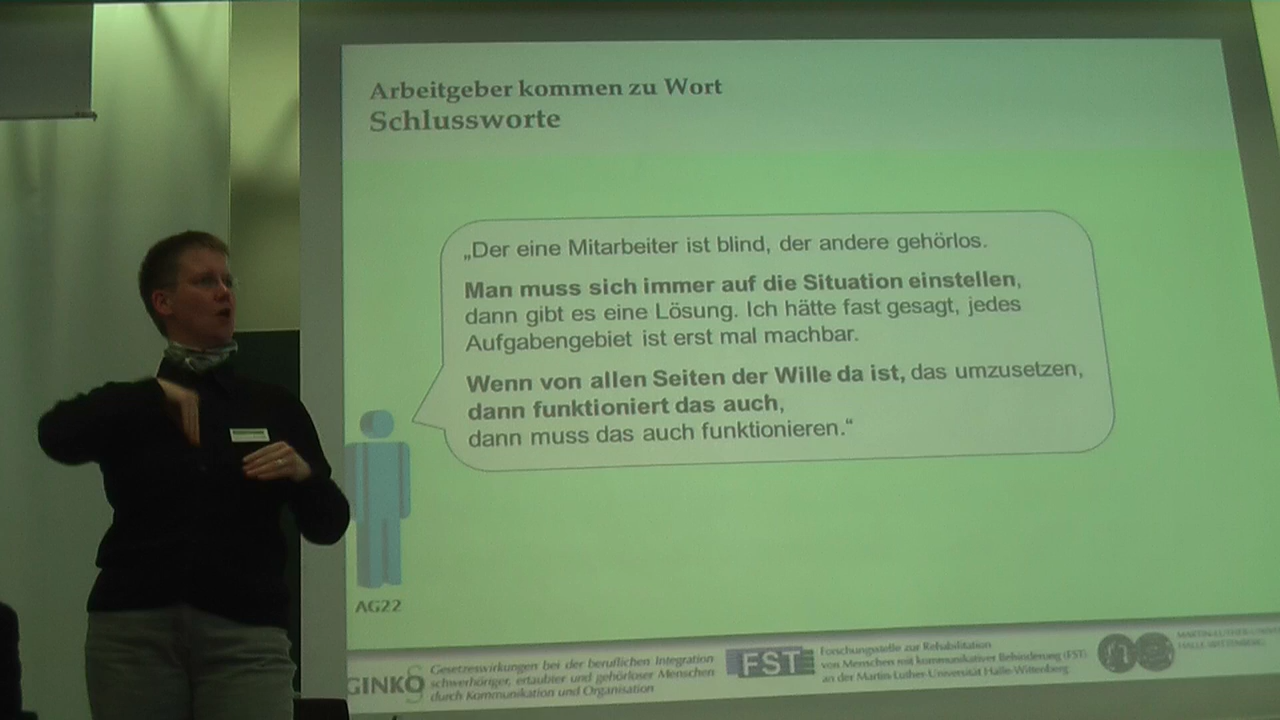 Arbeitgeber kommen zu Wort
Schlussworte
„Der eine Mitarbeiter ist blind, der andere gehörlos.
Man muss sich immer auf die Situation einstellen,
dann gibt es eine Lösung. Ich hätte fast gesagt, jedes
Aufgabengebiet ist erst mal machbar.
Wenn von allen Seiten der Wille da ist, das umzusetzen,
dann funktioniert das auch,
dann muss das auch funktionieren.“
AG22
GINKO
Gesetzeswirkungen bei der beruflichen Integration
schwerhöriger, ertaubter und gehörloser Menschen
durch Kommunikation und Organisation
FST
Forschungsstelle zur Rehabilitation
von Menschen mit kommunikativer Behinderung (FST)
an der Martin-Luther-Universität Halle-Wittenberg